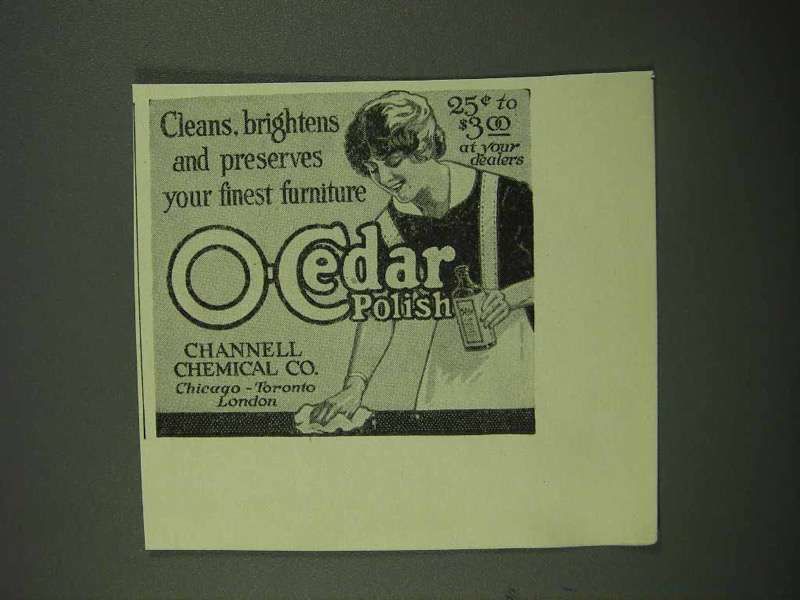 Cleans, brightens
and preserves
your finest furniture
25¢ to
$3.00
at your
dealers
O-Cedar
Polish
CHANNELL
CHEMICAL CO.
Chicago - Toronto
London